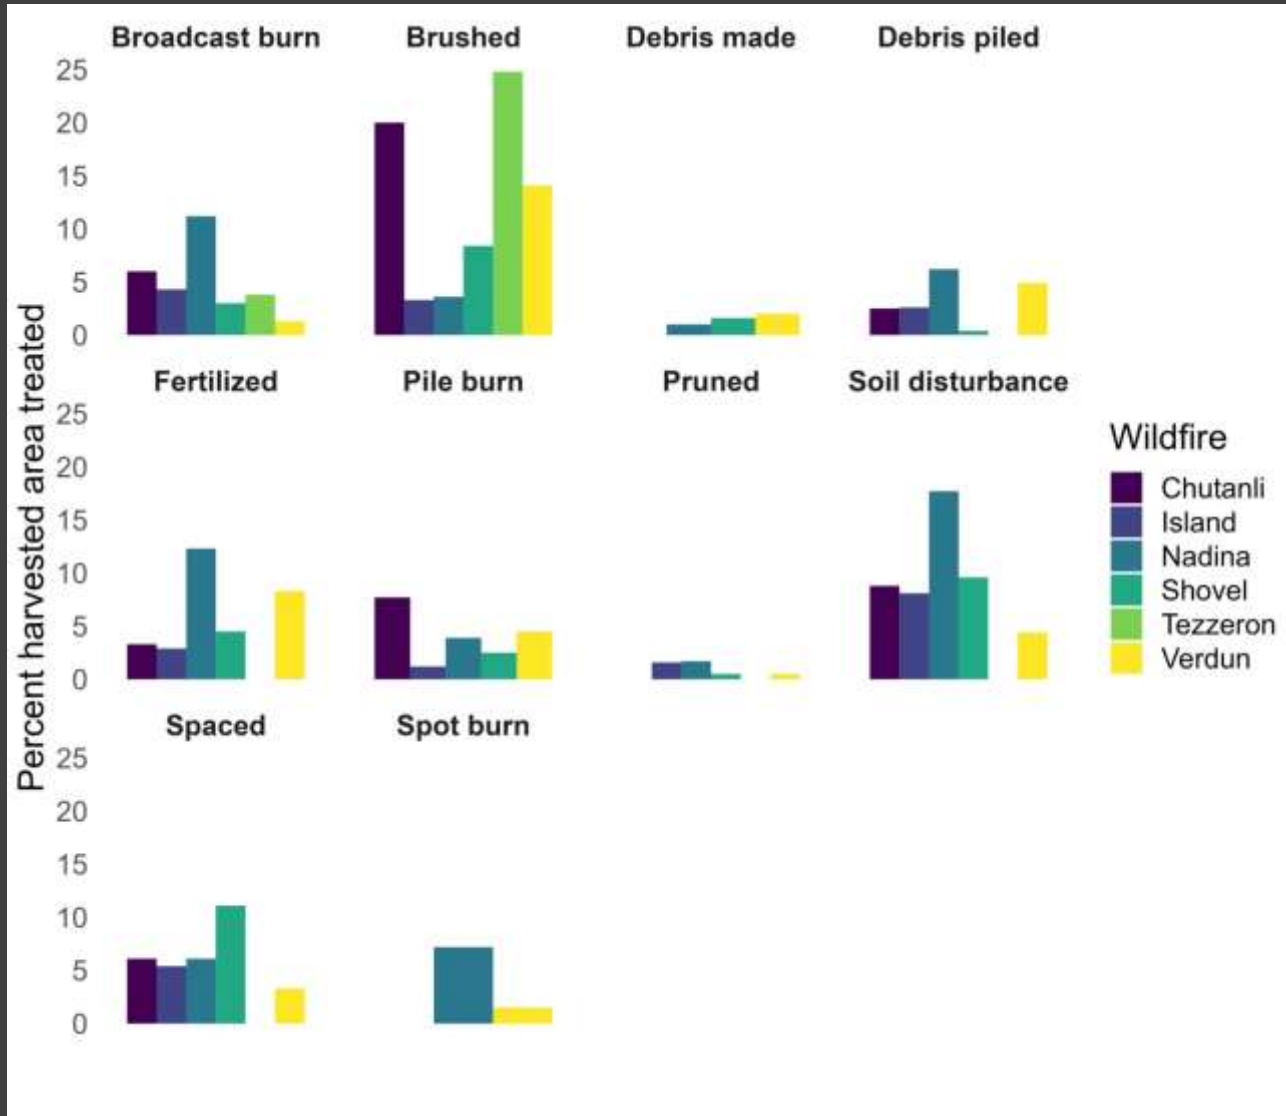 Broadcast burn Brushed Debris made Debris piled
25
20
15
10
5
0
Fertilized Pile burn Pruned Soil disturbance
25
20
15
10
5
0
Spaced Spot burn
25
20
15
10
5
0
Percent harvested area treated
Wildfire
Chutanli
Island
Nadina
Shovel
Tezzeron
Verdun